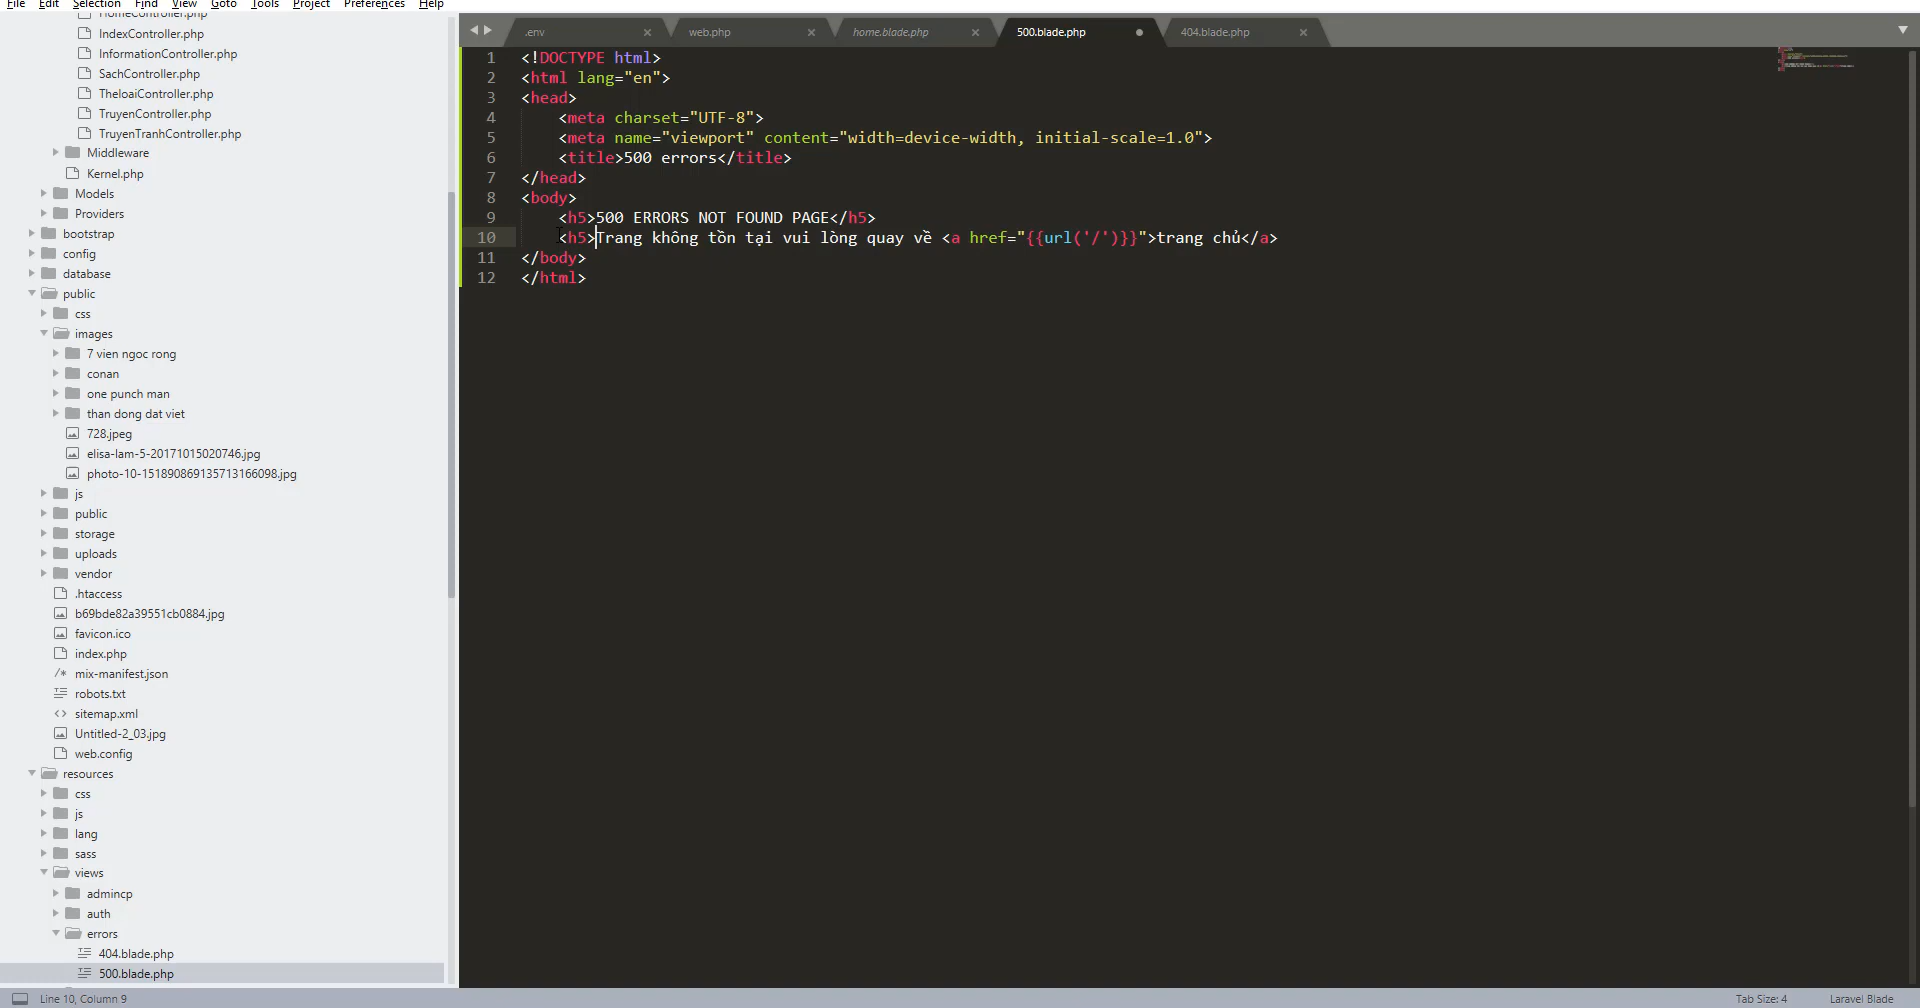 File Edit Selection Find View Goto Tools Project Preferences Help
HomeController.php
IndexController.php
InformationController.php
SachController.php
TheloaiController.php
TruyenController.php
TruyenTranhController.php
Middleware
Kernel.php
Models
Providers
bootstrap
config
database
public
css
images
7 vien ngoc rong
conan
one punch man
than dong dat viet
728.jpeg
elisa-lam-5-20171015020746.jpg
photo-10-151890869135713166098.jpg
js
public
storage
uploads
vendor
.htaccess
b69bde82a39551cb0884.jpg
favicon.ico
index.php
mix-manifest.json
robots.txt
sitemap.xml
Untitled-2_03.jpg
web.config
resources
css
js
lang
sass
views
admincp
auth
errors
404.blade.php
500.blade.php
.env web.php home.blade.php 500.blade.php 404.blade.php
1 <!DOCTYPE html>
2 <html lang="en">
3 <head>
4 <meta charset="UTF-8">
5 <meta name="viewport" content="width=device-width, initial-scale=1.0">
6 <title>500 errors</title>
7 </head>
8 <body>
9 <h5>500 ERRORS NOT FOUND PAGE</h5>
10 <h5>Trang không tồn tại vui lòng quay về <a href="{{url('/')}}">trang chủ</a>
11 </body>
12 </html>
Line 10, Column 9 Tab Size: 4 Laravel Blade